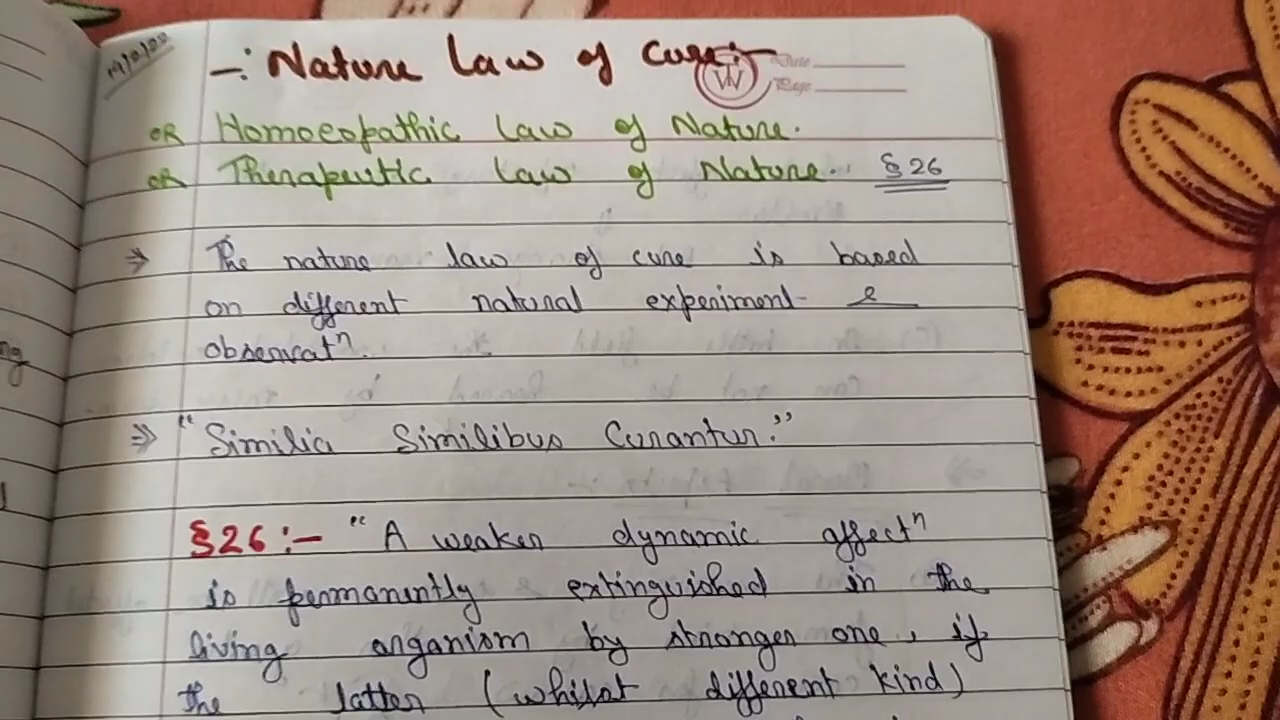 -: Nature Law of Cure:-
Date
Page
OR Homoeopathic Law of Nature.
OR Therapeutic Law of Nature. §26
⇒ The nature law of cure is based
on different natural experiment &
observatⁿ.
⇒ "Similia Similibus Curantur."
§26:- "A weaker dynamic affectⁿ
is permanently extinguished in the
living organism by stronger one, if
the latter (whilst different kind)